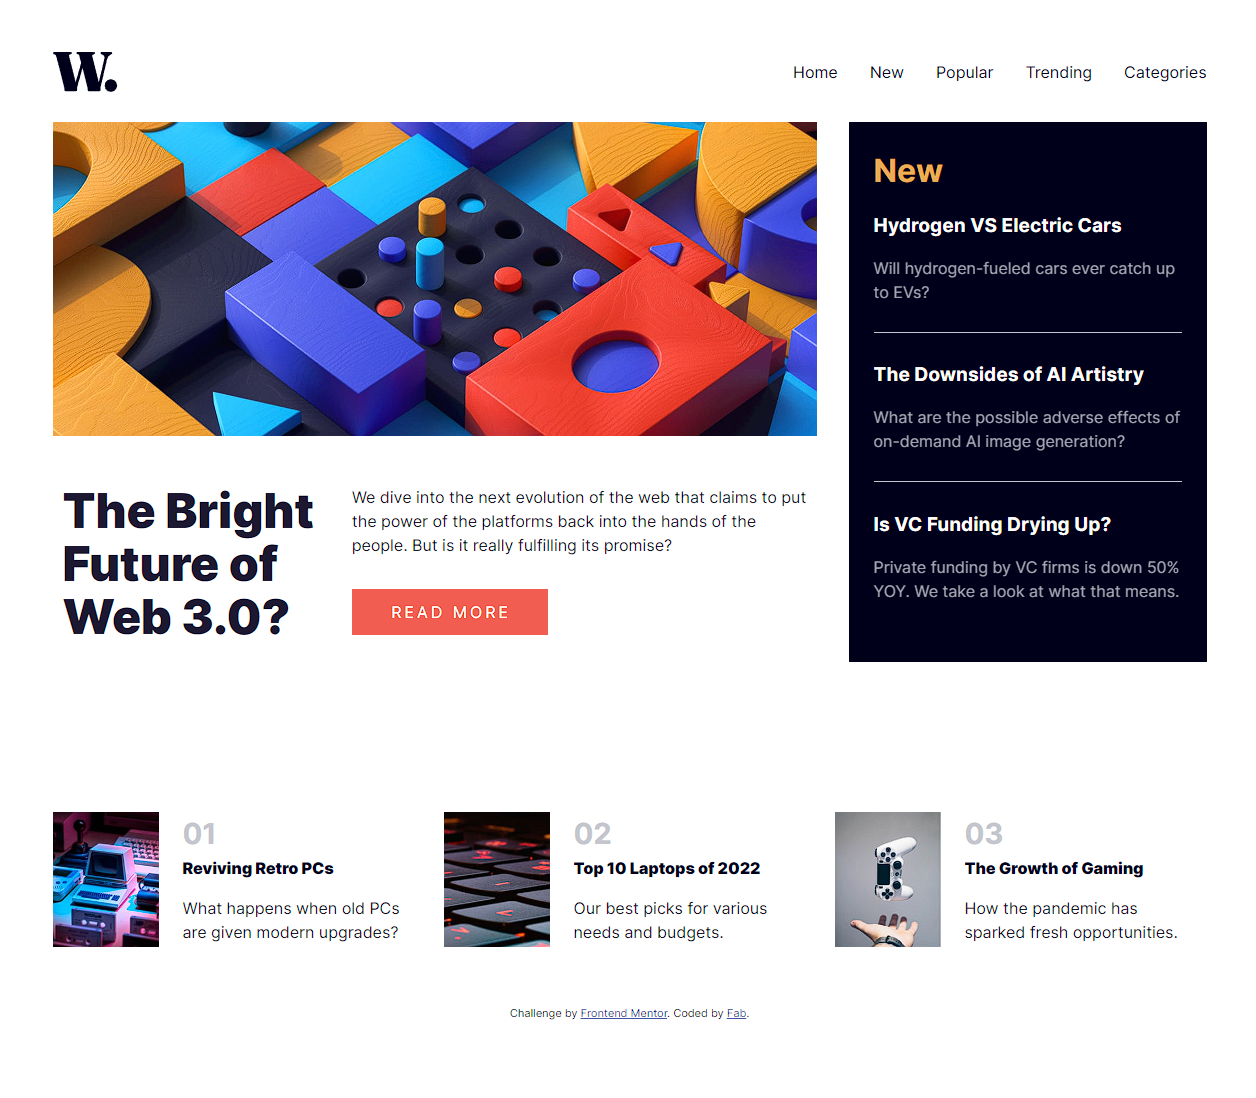 W.
Home New Popular Trending Categories
The Bright
Future of
Web 3.0?
We dive into the next evolution of the web that claims to put
the power of the platforms back into the hands of the
people. But is it really fulfilling its promise?
READ MORE
New
Hydrogen VS Electric Cars
Will hydrogen-fueled cars ever catch up
to EVs?
The Downsides of AI Artistry
What are the possible adverse effects of
on-demand AI image generation?
Is VC Funding Drying Up?
Private funding by VC firms is down 50%
YOY. We take a look at what that means.
01
Reviving Retro PCs
What happens when old PCs
are given modern upgrades?
02
Top 10 Laptops of 2022
Our best picks for various
needs and budgets.
03
The Growth of Gaming
How the pandemic has
sparked fresh opportunities.
Challenge by Frontend Mentor. Coded by Fab.